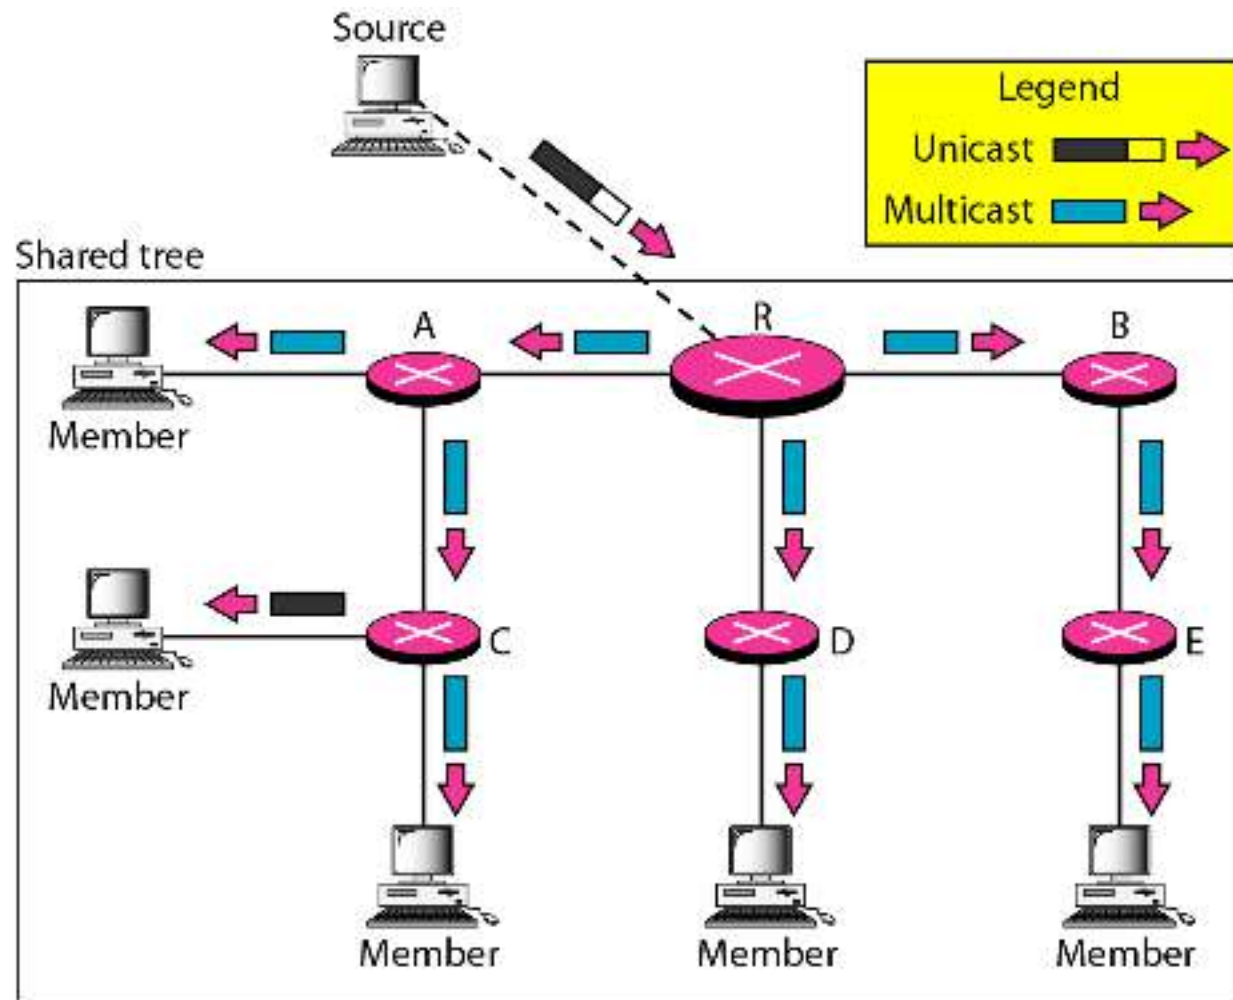 Source
Legend
Unicast
Multicast
Shared tree
A
R
B
Member
C
D
E
Member
Member
Member
Member